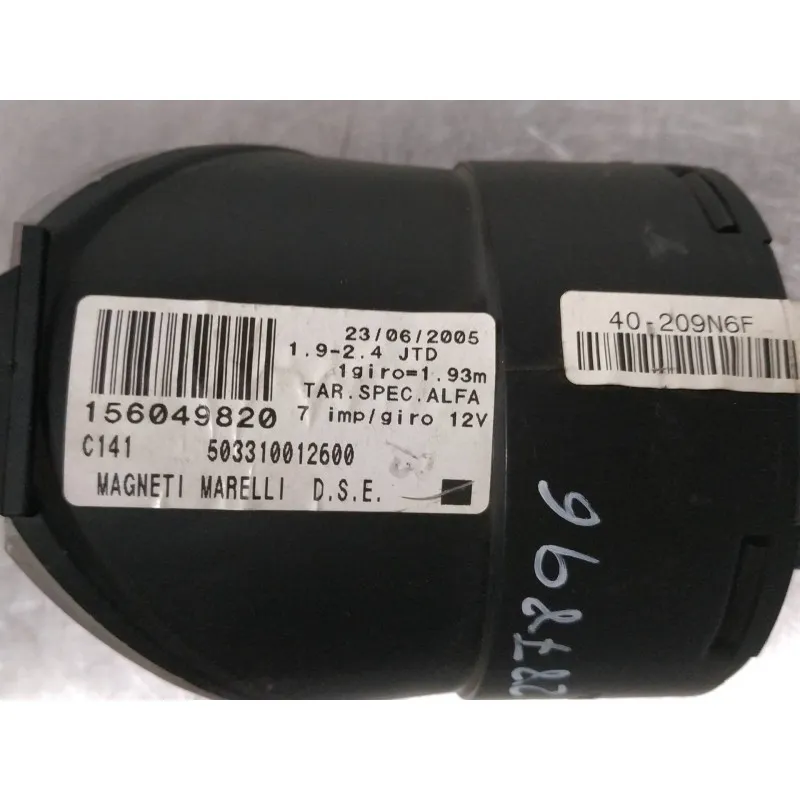 23/06/2005
1.9-2.4 JTD
1giro=1.93m
TAR.SPEC.ALFA
156049820 7 imp/giro 12V
C141 503310012600
MAGNETI MARELLI D.S.E.
40-209N6F